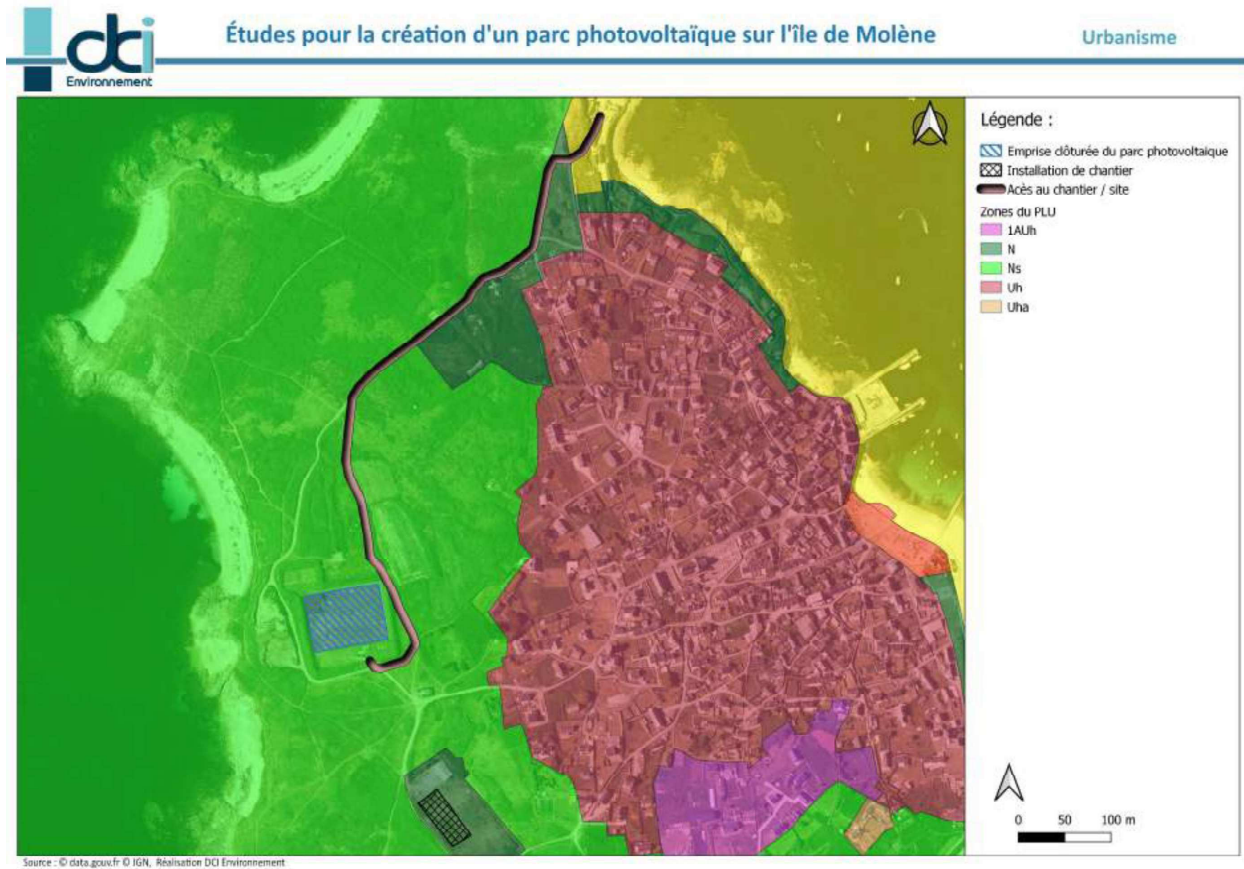 dci
Environnement
Études pour la création d'un parc photovoltaïque sur l'île de Molène
Urbanisme
Légende :
Emprise clôturée du parc photovoltaique
Installation de chantier
Acès au chantier / site
Zones du PLU
1AUh
N
Ns
Uh
Uha
0 50 100 m
Source : © data.gouv.fr © IGN, Réalisation DCI Environnement